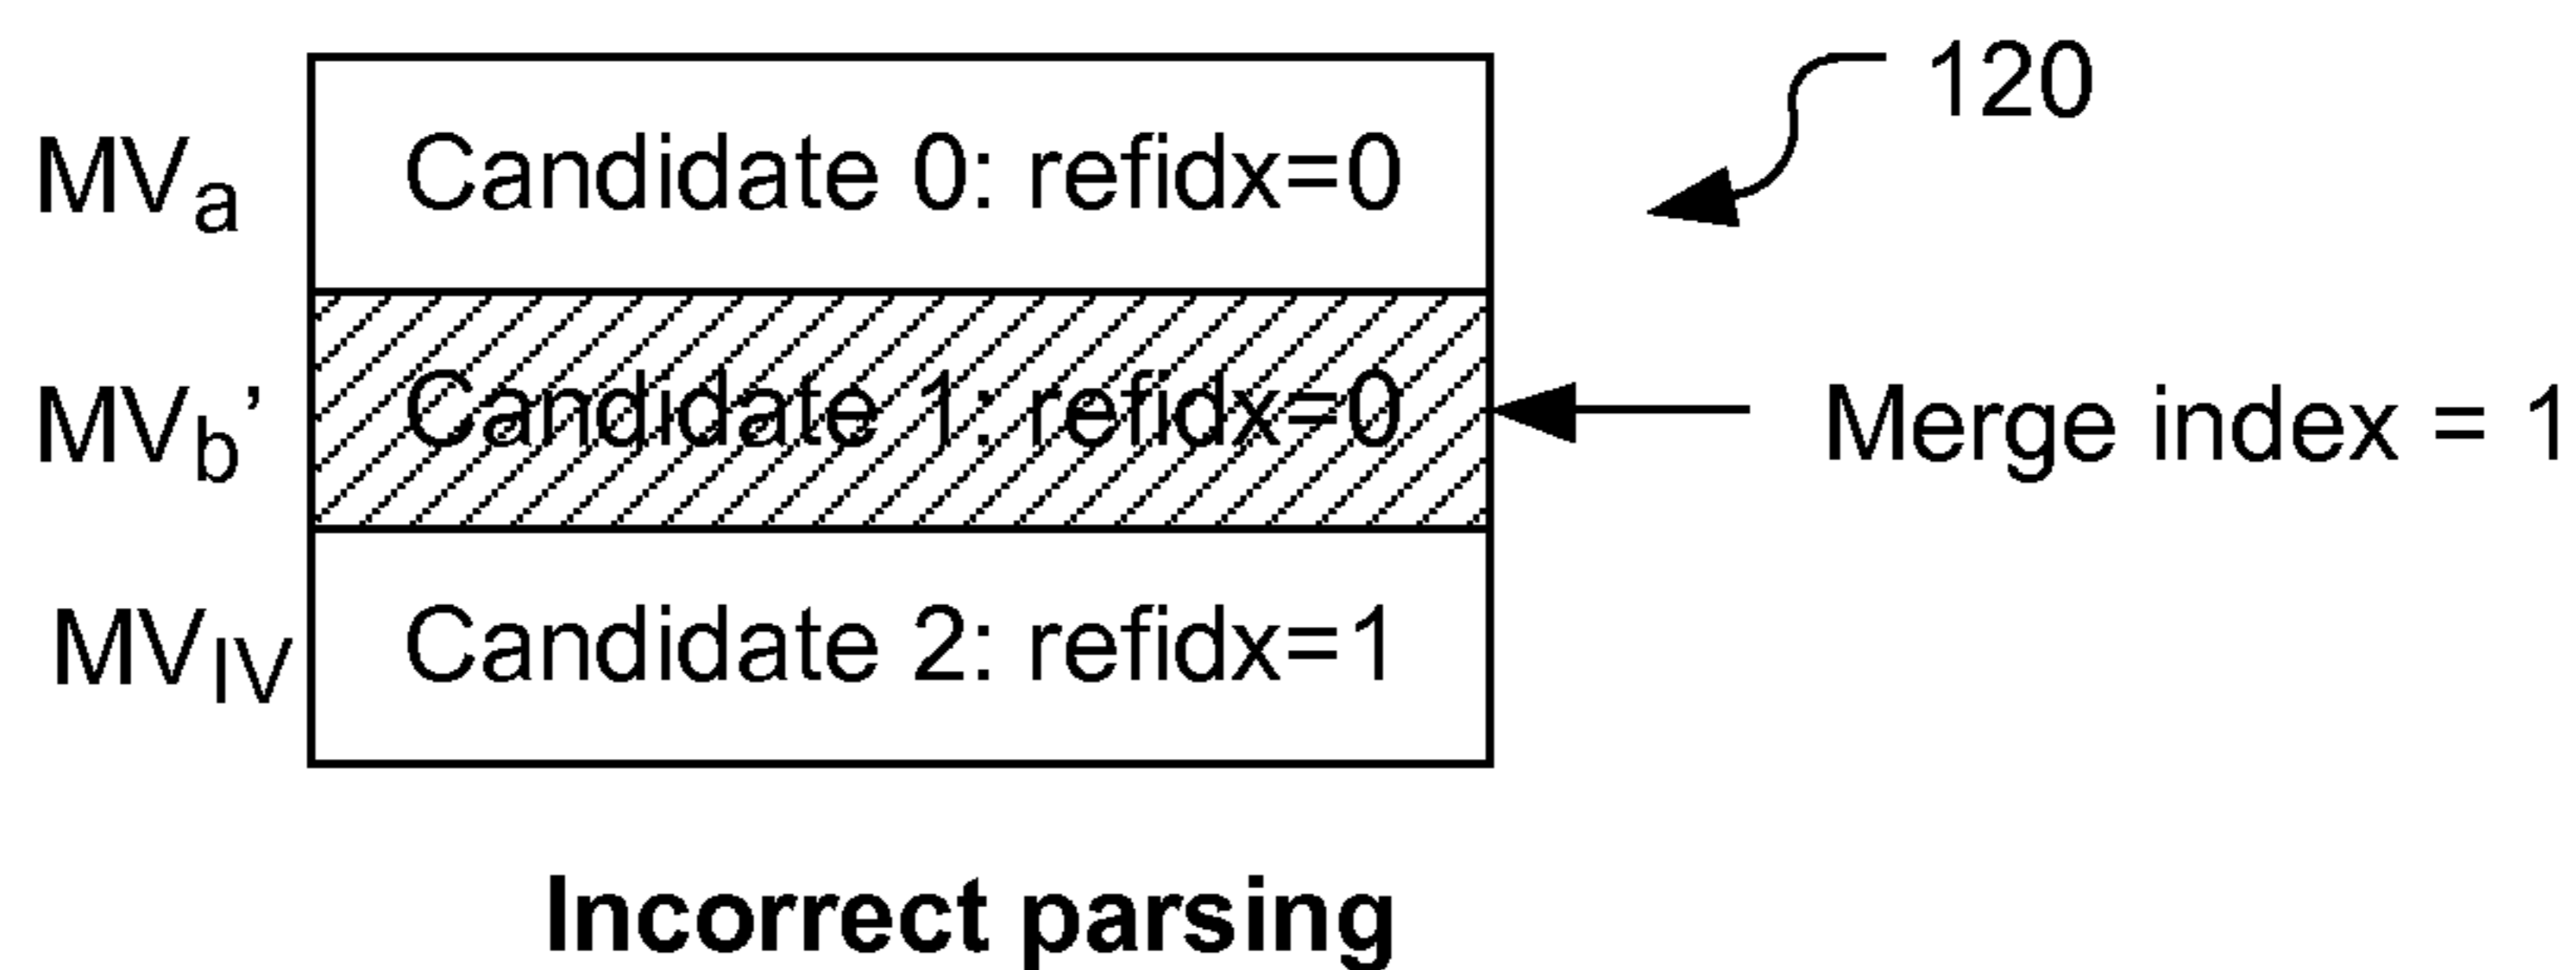 120
MVa Candidate 0: refidx=0
MVb’ Candidate 1: refidx=0 Merge index = 1
MVIV Candidate 2: refidx=1
Incorrect parsing